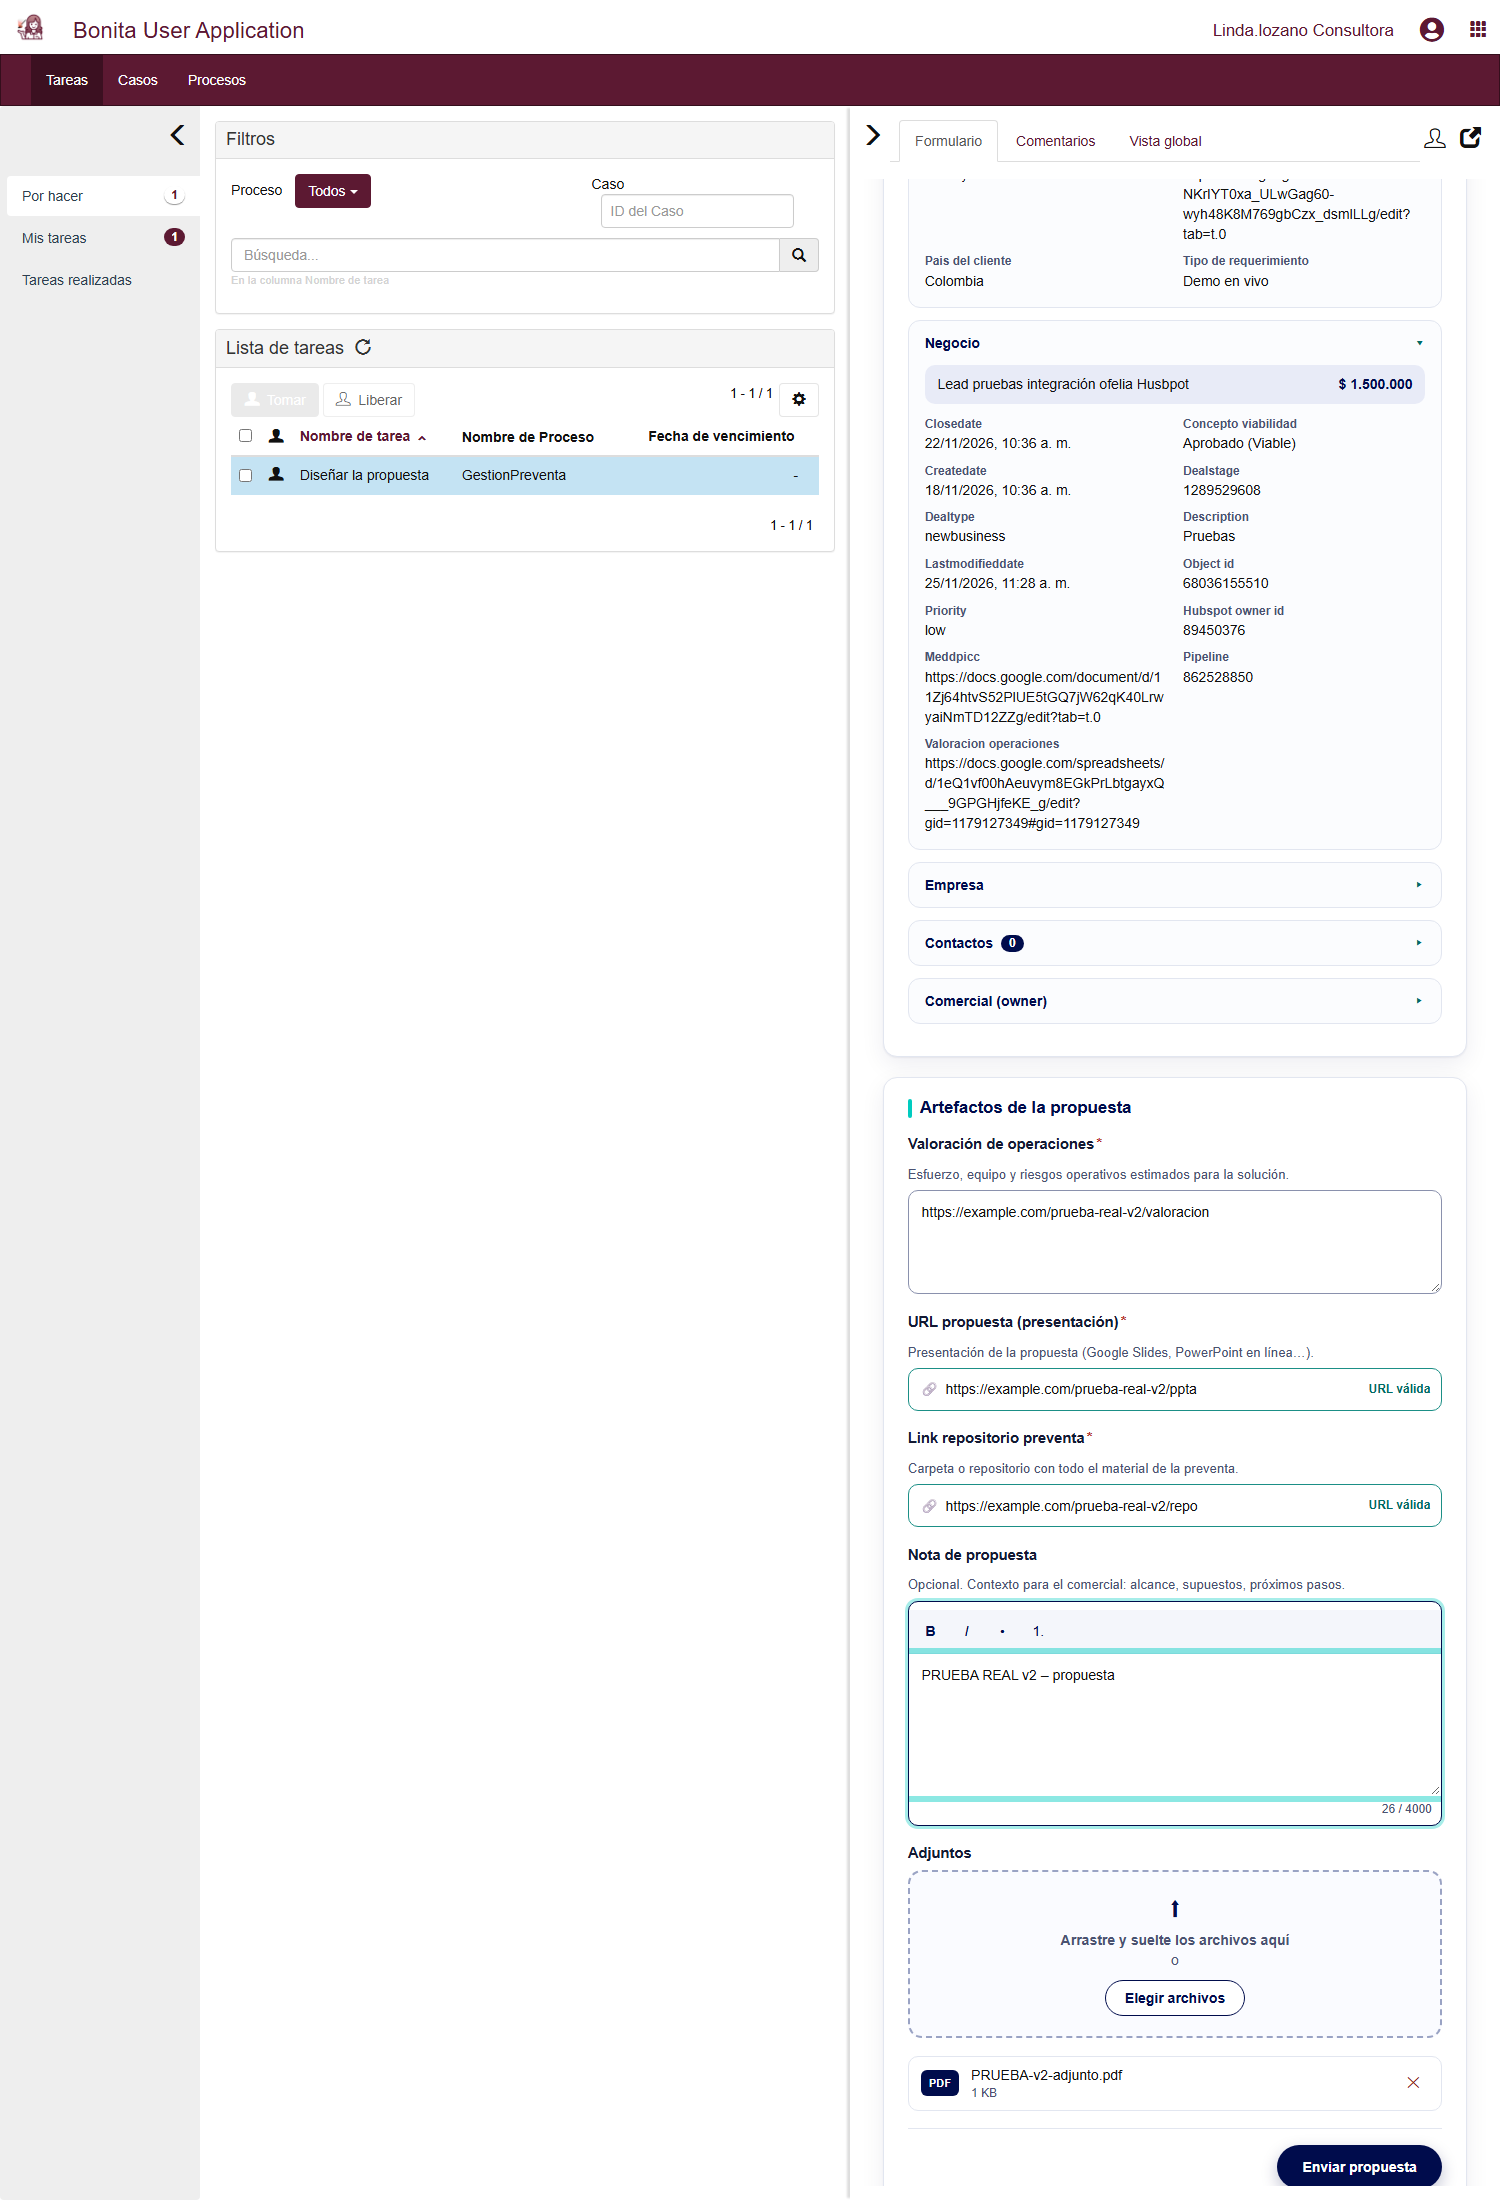 Bonita User Application
Linda.lozano Consultora
Tareas
Casos
Procesos
Por hacer
1
Mis tareas
1
Tareas realizadas
Filtros
Proceso
Todos
Caso
ID del Caso
Búsqueda...
En la columna Nombre de tarea
Lista de tareas
Tomar
Liberar
1 - 1 / 1
Nombre de tarea
Nombre de Proceso
Fecha de vencimiento
Diseñar la propuesta
GestionPreventa
-
1 - 1 / 1
Formulario
Comentarios
Vista global
NKrIYT0xa_ULwGag60-
wyh48K8M769gbCzx_dsmlLLg/edit?
tab=t.0
Pais del cliente
Colombia
Tipo de requerimiento
Demo en vivo
Negocio
Lead pruebas integración ofelia Husbpot
$ 1.500.000
Closedate
22/11/2026, 10:36 a. m.
Concepto viabilidad
Aprobado (Viable)
Createdate
18/11/2026, 10:36 a. m.
Dealstage
1289529608
Dealtype
newbusiness
Description
Pruebas
Lastmodifieddate
25/11/2026, 11:28 a. m.
Object id
68036155510
Priority
low
Hubspot owner id
89450376
Meddpicc
https://docs.google.com/document/d/1
1Zj64htvS52PIUE5tGQ7jW62qK40Lrw
yaiNmTD12ZZg/edit?tab=t.0
Pipeline
862528850
Valoracion operaciones
https://docs.google.com/spreadsheets/
d/1eQ1vf00hAeuvym8EGkPrLbtgayxQ
___9GPGHjfeKE_g/edit?
gid=1179127349#gid=1179127349
Empresa
Contactos 0
Comercial (owner)
Artefactos de la propuesta
Valoración de operaciones*
Esfuerzo, equipo y riesgos operativos estimados para la solución.
https://example.com/prueba-real-v2/valoracion
URL propuesta (presentación)*
Presentación de la propuesta (Google Slides, PowerPoint en línea...).
https://example.com/prueba-real-v2/ppta
URL válida
Link repositorio preventa*
Carpeta o repositorio con todo el material de la preventa.
https://example.com/prueba-real-v2/repo
URL válida
Nota de propuesta
Opcional. Contexto para el comercial: alcance, supuestos, próximos pasos.
B I • 1.
PRUEBA REAL v2 – propuesta
26 / 4000
Adjuntos
Arrastre y suelte los archivos aquí
o
Elegir archivos
PDF
PRUEBA-v2-adjunto.pdf
1 KB
Enviar propuesta